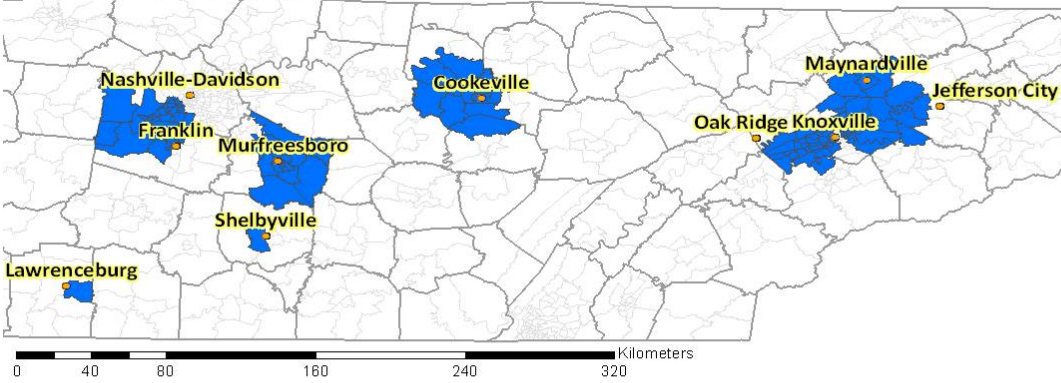 Maynardville
Nashville-Davidson
Cookeville
Jefferson City
Oak Ridge Knoxville
Franklin
Murfreesboro
Shelbyville
Lawrenceburg
Kilometers
0 40 80 160 240 320